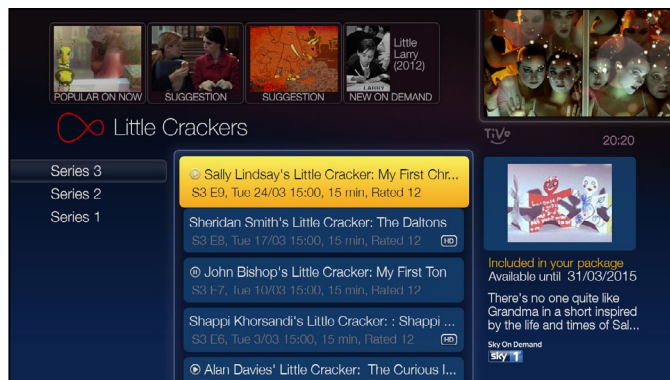 Little
Larry
(2012)
LARRY
POPULAR ON NOW
SUGGESTION
SUGGESTION
NEW ON DEMAND
Little Crackers
TiVo
20:20
Series 3
Series 2
Series 1
Sally Lindsay's Little Cracker: My First Chr...
S3 E9, Tue 24/03 15:00, 15 min, Rated 12
Sheridan Smith's Little Cracker: The Daltons
S3 E8, Tue 17/03 15:00, 15 min, Rated 12 HD
John Bishop's Little Cracker: My First Ton
S3 E7, Tue 10/03 15:00, 15 min, Rated 12
Shappi Khorsandi's Little Cracker: : Shappi ...
S3 E6, Tue 3/03 15:00, 15 min, Rated 12 HD
Alan Davies' Little Cracker: The Curious I...
Included in your package
Available until 31/03/2015
There's no one quite like
Grandma in a short inspired
by the life and times of Sal...
Sky On Demand
sky 1